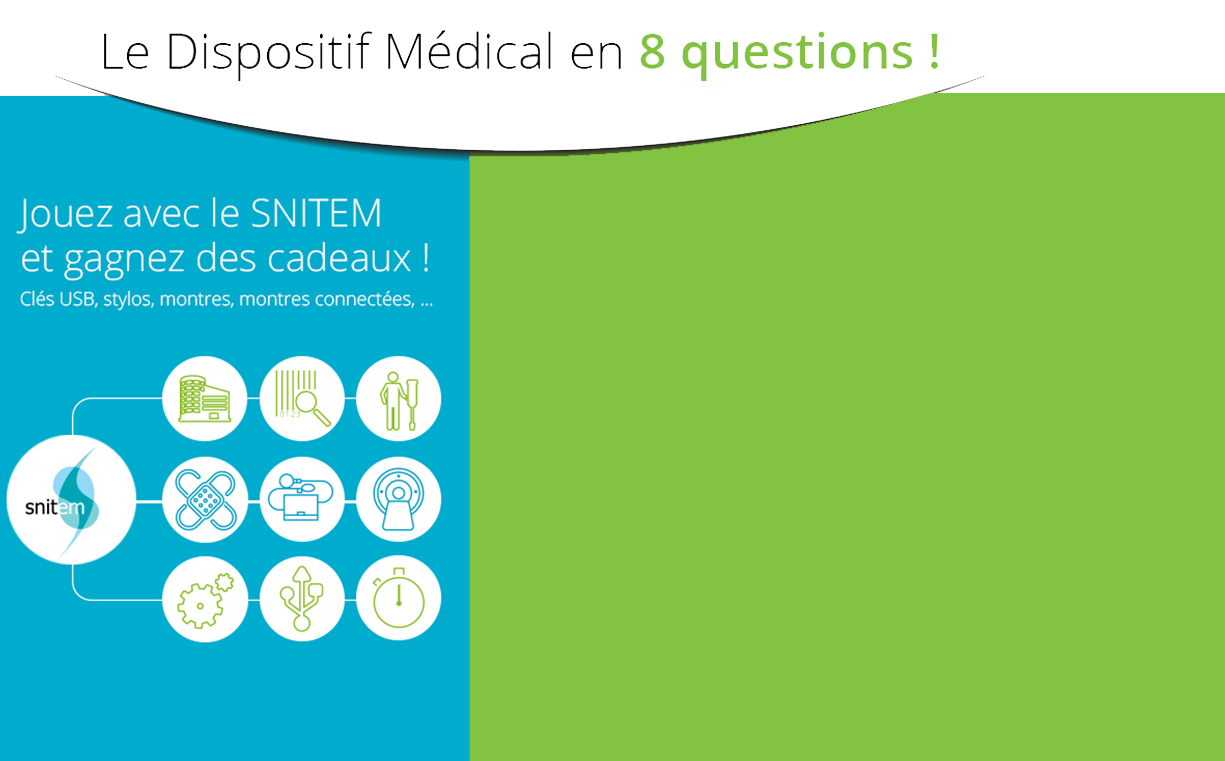 Le Dispositif Médical en 8 questions !
Jouez avec le SNITEM
et gagnez des cadeaux !
Clés USB, stylos, montres, montres connectées, ...
0123
snitem